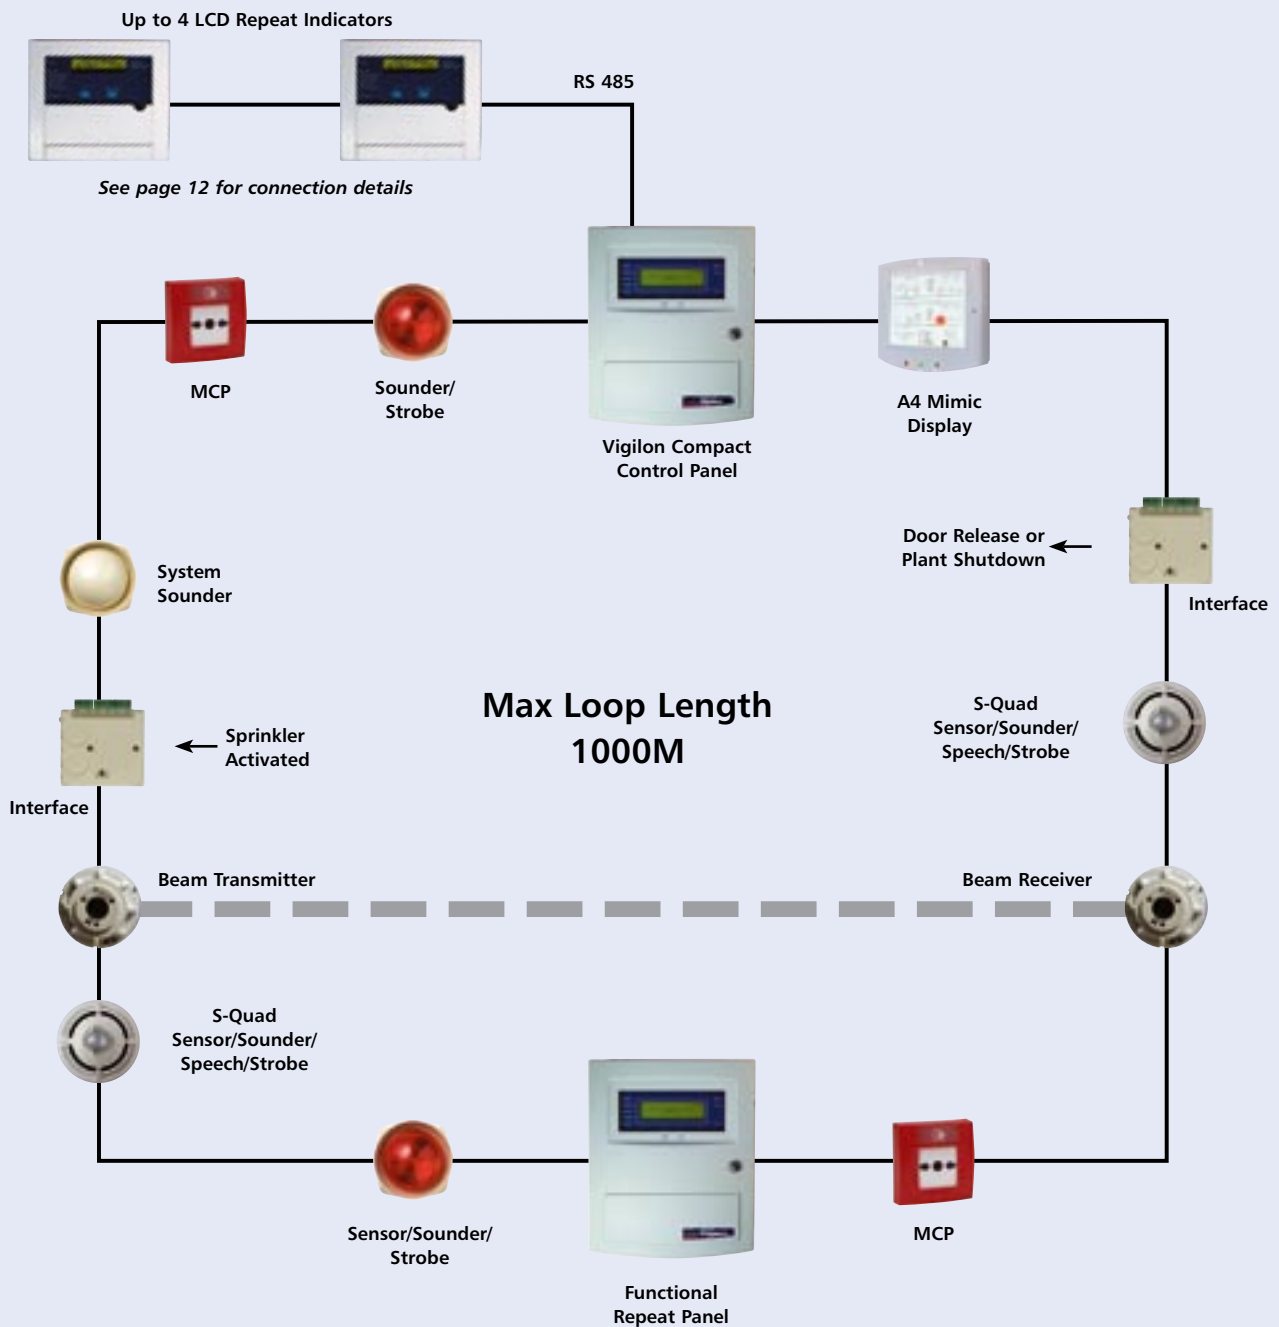 Up to 4 LCD Repeat Indicators
RS 485
See page 12 for connection details
MCP
Sounder/
Strobe
Vigilon Compact
Control Panel
A4 Mimic
Display
Door Release or
Plant Shutdown
Interface
System
Sounder
Sprinkler
Activated
Interface
Max Loop Length
1000M
S-Quad
Sensor/Sounder/
Speech/Strobe
Beam Transmitter
Beam Receiver
S-Quad
Sensor/Sounder/
Speech/Strobe
Sensor/Sounder/
Strobe
Functional
Repeat Panel
MCP